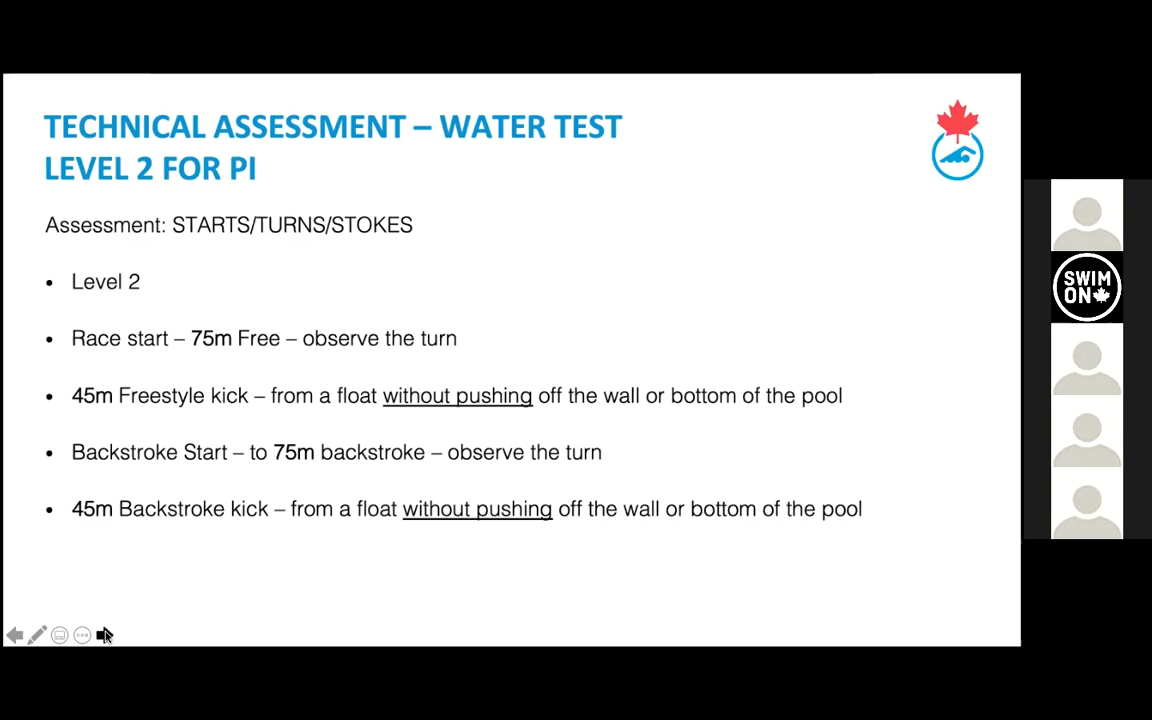 TECHNICAL ASSESSMENT – WATER TEST
LEVEL 2 FOR PI
Assessment: STARTS/TURNS/STOKES
• Level 2
• Race start – 75m Free – observe the turn
• 45m Freestyle kick – from a float without pushing off the wall or bottom of the pool
• Backstroke Start – to 75m backstroke – observe the turn
• 45m Backstroke kick – from a float without pushing off the wall or bottom of the pool
SWIM
ON